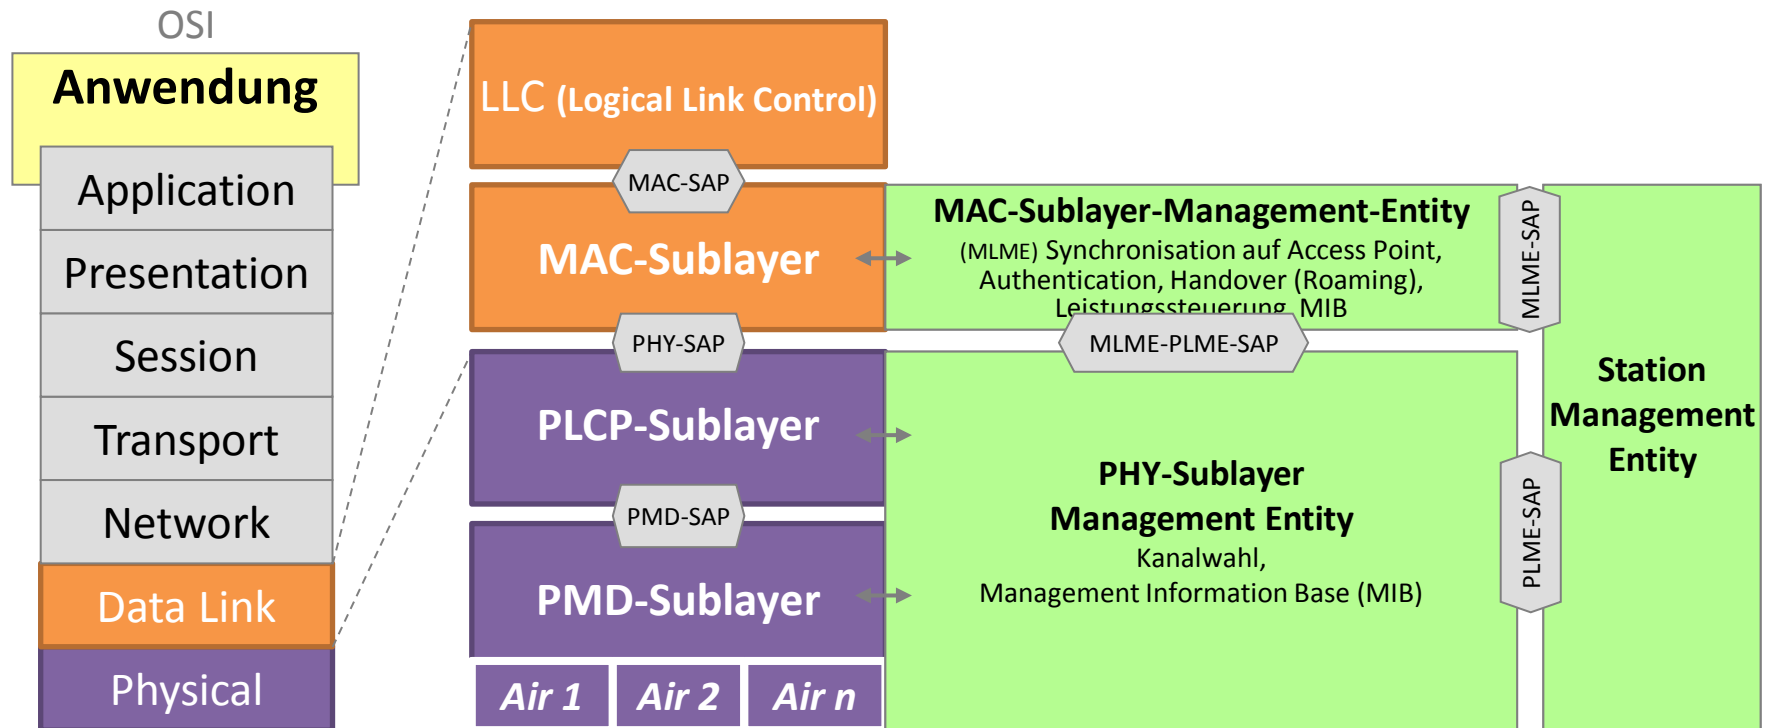 OSI
Anwendung
Application
Presentation
Session
Transport
Network
Data Link
Physical
LLC (Logical Link Control)
MAC-SAP
MAC-Sublayer
PHY-SAP
PLCP-Sublayer
PMD-SAP
PMD-Sublayer
Air 1
Air 2
Air n
MAC-Sublayer-Management-Entity
(MLME) Synchronisation auf Access Point,
Authentication, Handover (Roaming),
Leistungssteuerung, MIB
MLME-PLME-SAP
PHY-Sublayer
Management Entity
Kanalwahl,
Management Information Base (MIB)
MLME-SAP
PLME-SAP
Station
Management
Entity